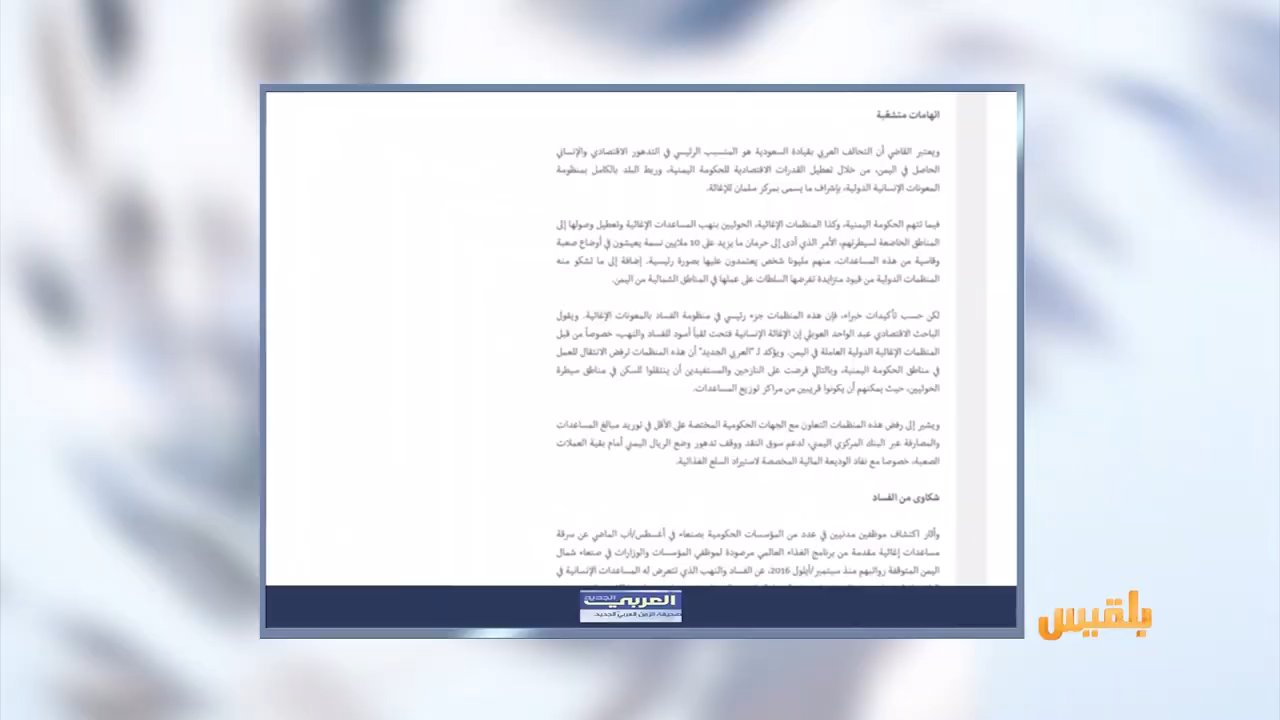 اتهامات متشعبة
ويعتبر القاضي أن التحالف العربي بقيادة السعودية هو المتسبب الرئيسي في التدهور الاقتصادي والإنساني
الحاصل في اليمن، من خلال تعطيل القدرات الاقتصادية للحكومة اليمنية، وربط البلد بالكامل بمنظومة
المعونات الإنسانية الدولية، بإشراف ما يسمى بمركز سلمان للإغاثة.
فيما تتهم الحكومة اليمنية، وكذا المنظمات الإغاثية، الحوثيين بنهب المساعدات الإغاثية وتعطيل وصولها إلى
المناطق الخاضعة لسيطرتهم، الأمر الذي أدى إلى حرمان ما يزيد على 10 ملايين نسمة يعيشون في أوضاع صعبة
وقاسية من هذه المساعدات، منهم مليونا شخص يعتمدون عليها بصورة رئيسية. إضافة إلى ما تشكو منه
المنظمات الدولية من قيود متزايدة تفرضها السلطات على عملها في المناطق الشمالية من اليمن.
لكن حسب تأكيدات خبراء، فإن هذه المنظمات جزء رئيسي في منظومة الفساد بالمعونات الإغاثية. ويقول
الباحث الاقتصادي عبد الواحد العوبلي إن الإغاثة الإنسانية فتحت ثقباً أسود للفساد والنهب، خصوصاً من قبل
المنظمات الإغاثية الدولية العاملة في اليمن. ويؤكد لـ "العربي الجديد" أن هذه المنظمات ترفض الانتقال للعمل
في مناطق الحكومة اليمنية، وبالتالي فرضت على النازحين والمستفيدين أن ينتقلوا للسكن في مناطق سيطرة
الحوثيين، حيث يمكنهم أن يكونوا قريبين من مراكز توزيع المساعدات.
ويشير إلى رفض هذه المنظمات التعاون مع الجهات الحكومية المختصة على الأقل في توريد مبالغ المساعدات
والمصارفة عبر البنك المركزي اليمني، لدعم سوق النقد ووقف تدهور وضع الريال اليمني أمام بقية العملات
الصعبة، خصوصا مع نفاد الوديعة المالية المخصصة لاستيراد السلع الغذائية.
شكاوى من الفساد
وأثار اكتشاف موظفين مدنيين في عدد من المؤسسات الحكومية بصنعاء في أغسطس/آب الماضي عن سرقة
مساعدات إغاثية مقدمة من برنامج الغذاء العالمي مرصودة لموظفي المؤسسات والوزارات في صنعاء شمال
اليمن المتوقفة رواتبهم منذ سبتمبر/أيلول 2016، عن الفساد والنهب الذي تتعرض له المساعدات الإنسانية في
العربي الجديد
صحيفة الزمن العربي الجديد
بلقيس